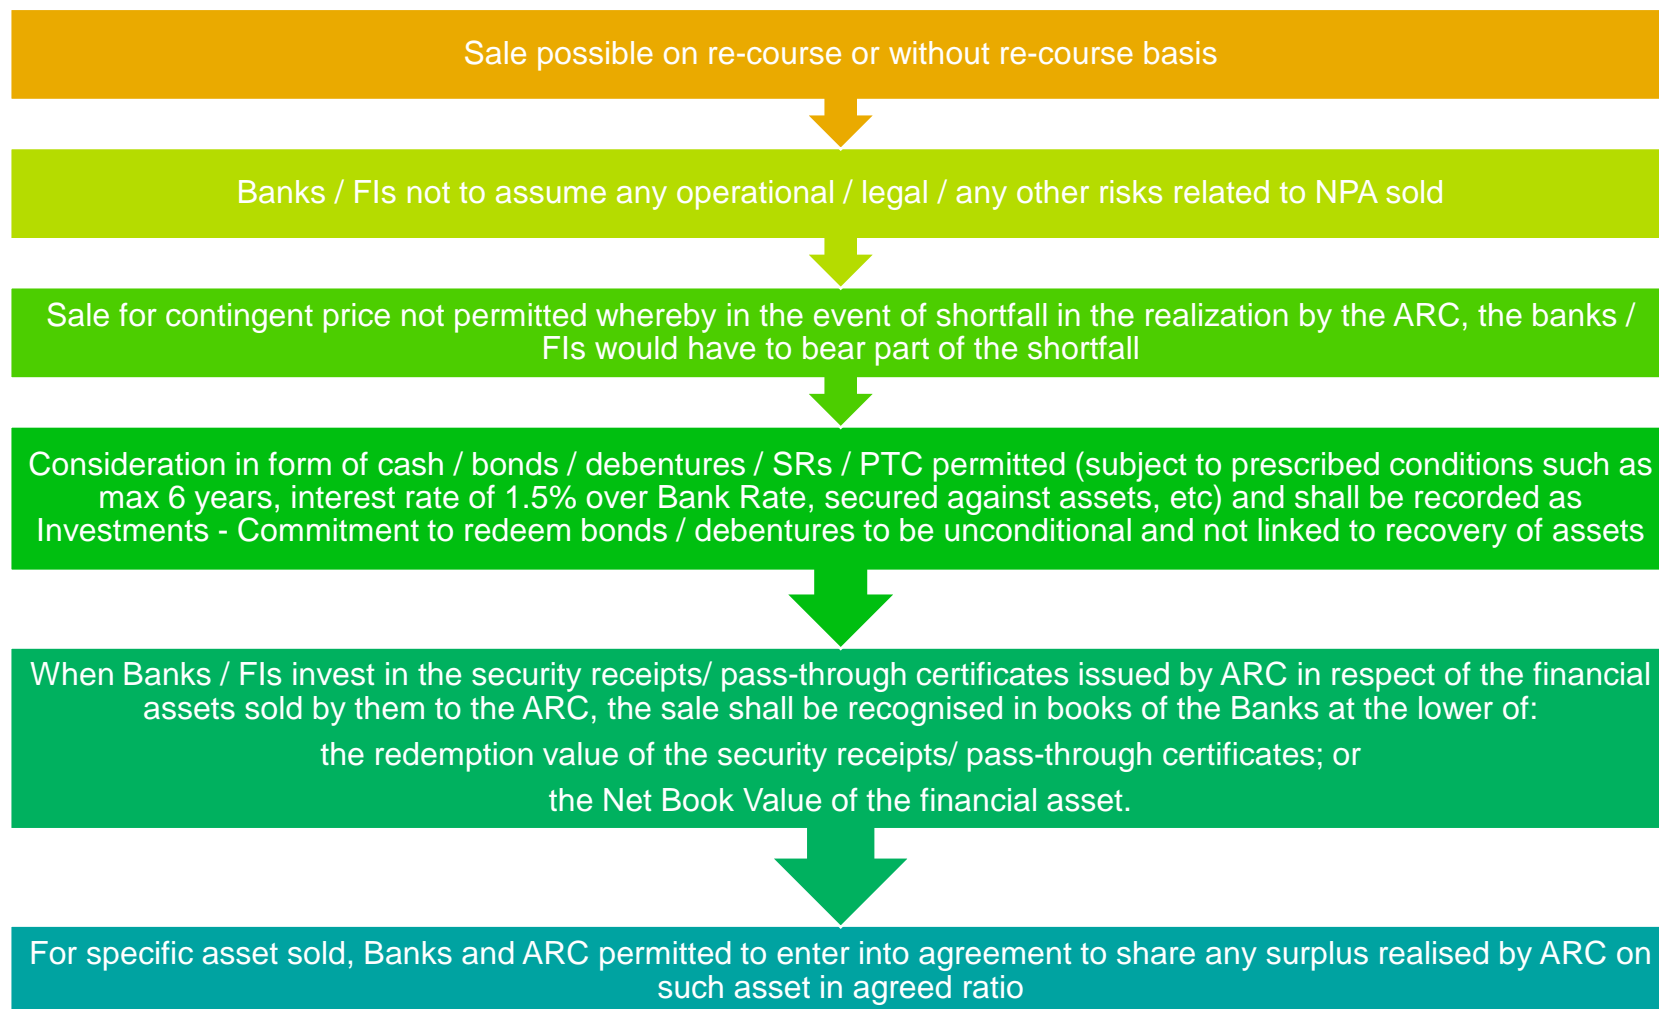 Sale possible on re-course or without re-course basis
Banks / FIs not to assume any operational / legal / any other risks related to NPA sold
Sale for contingent price not permitted whereby in the event of shortfall in the realization by the ARC, the banks /
FIs would have to bear part of the shortfall
Consideration in form of cash / bonds / debentures / SRs / PTC permitted (subject to prescribed conditions such as
max 6 years, interest rate of 1.5% over Bank Rate, secured against assets, etc) and shall be recorded as
Investments - Commitment to redeem bonds / debentures to be unconditional and not linked to recovery of assets
When Banks / FIs invest in the security receipts/ pass-through certificates issued by ARC in respect of the financial
assets sold by them to the ARC, the sale shall be recognised in books of the Banks at the lower of:
the redemption value of the security receipts/ pass-through certificates; or
the Net Book Value of the financial asset.
For specific asset sold, Banks and ARC permitted to enter into agreement to share any surplus realised by ARC on
such asset in agreed ratio